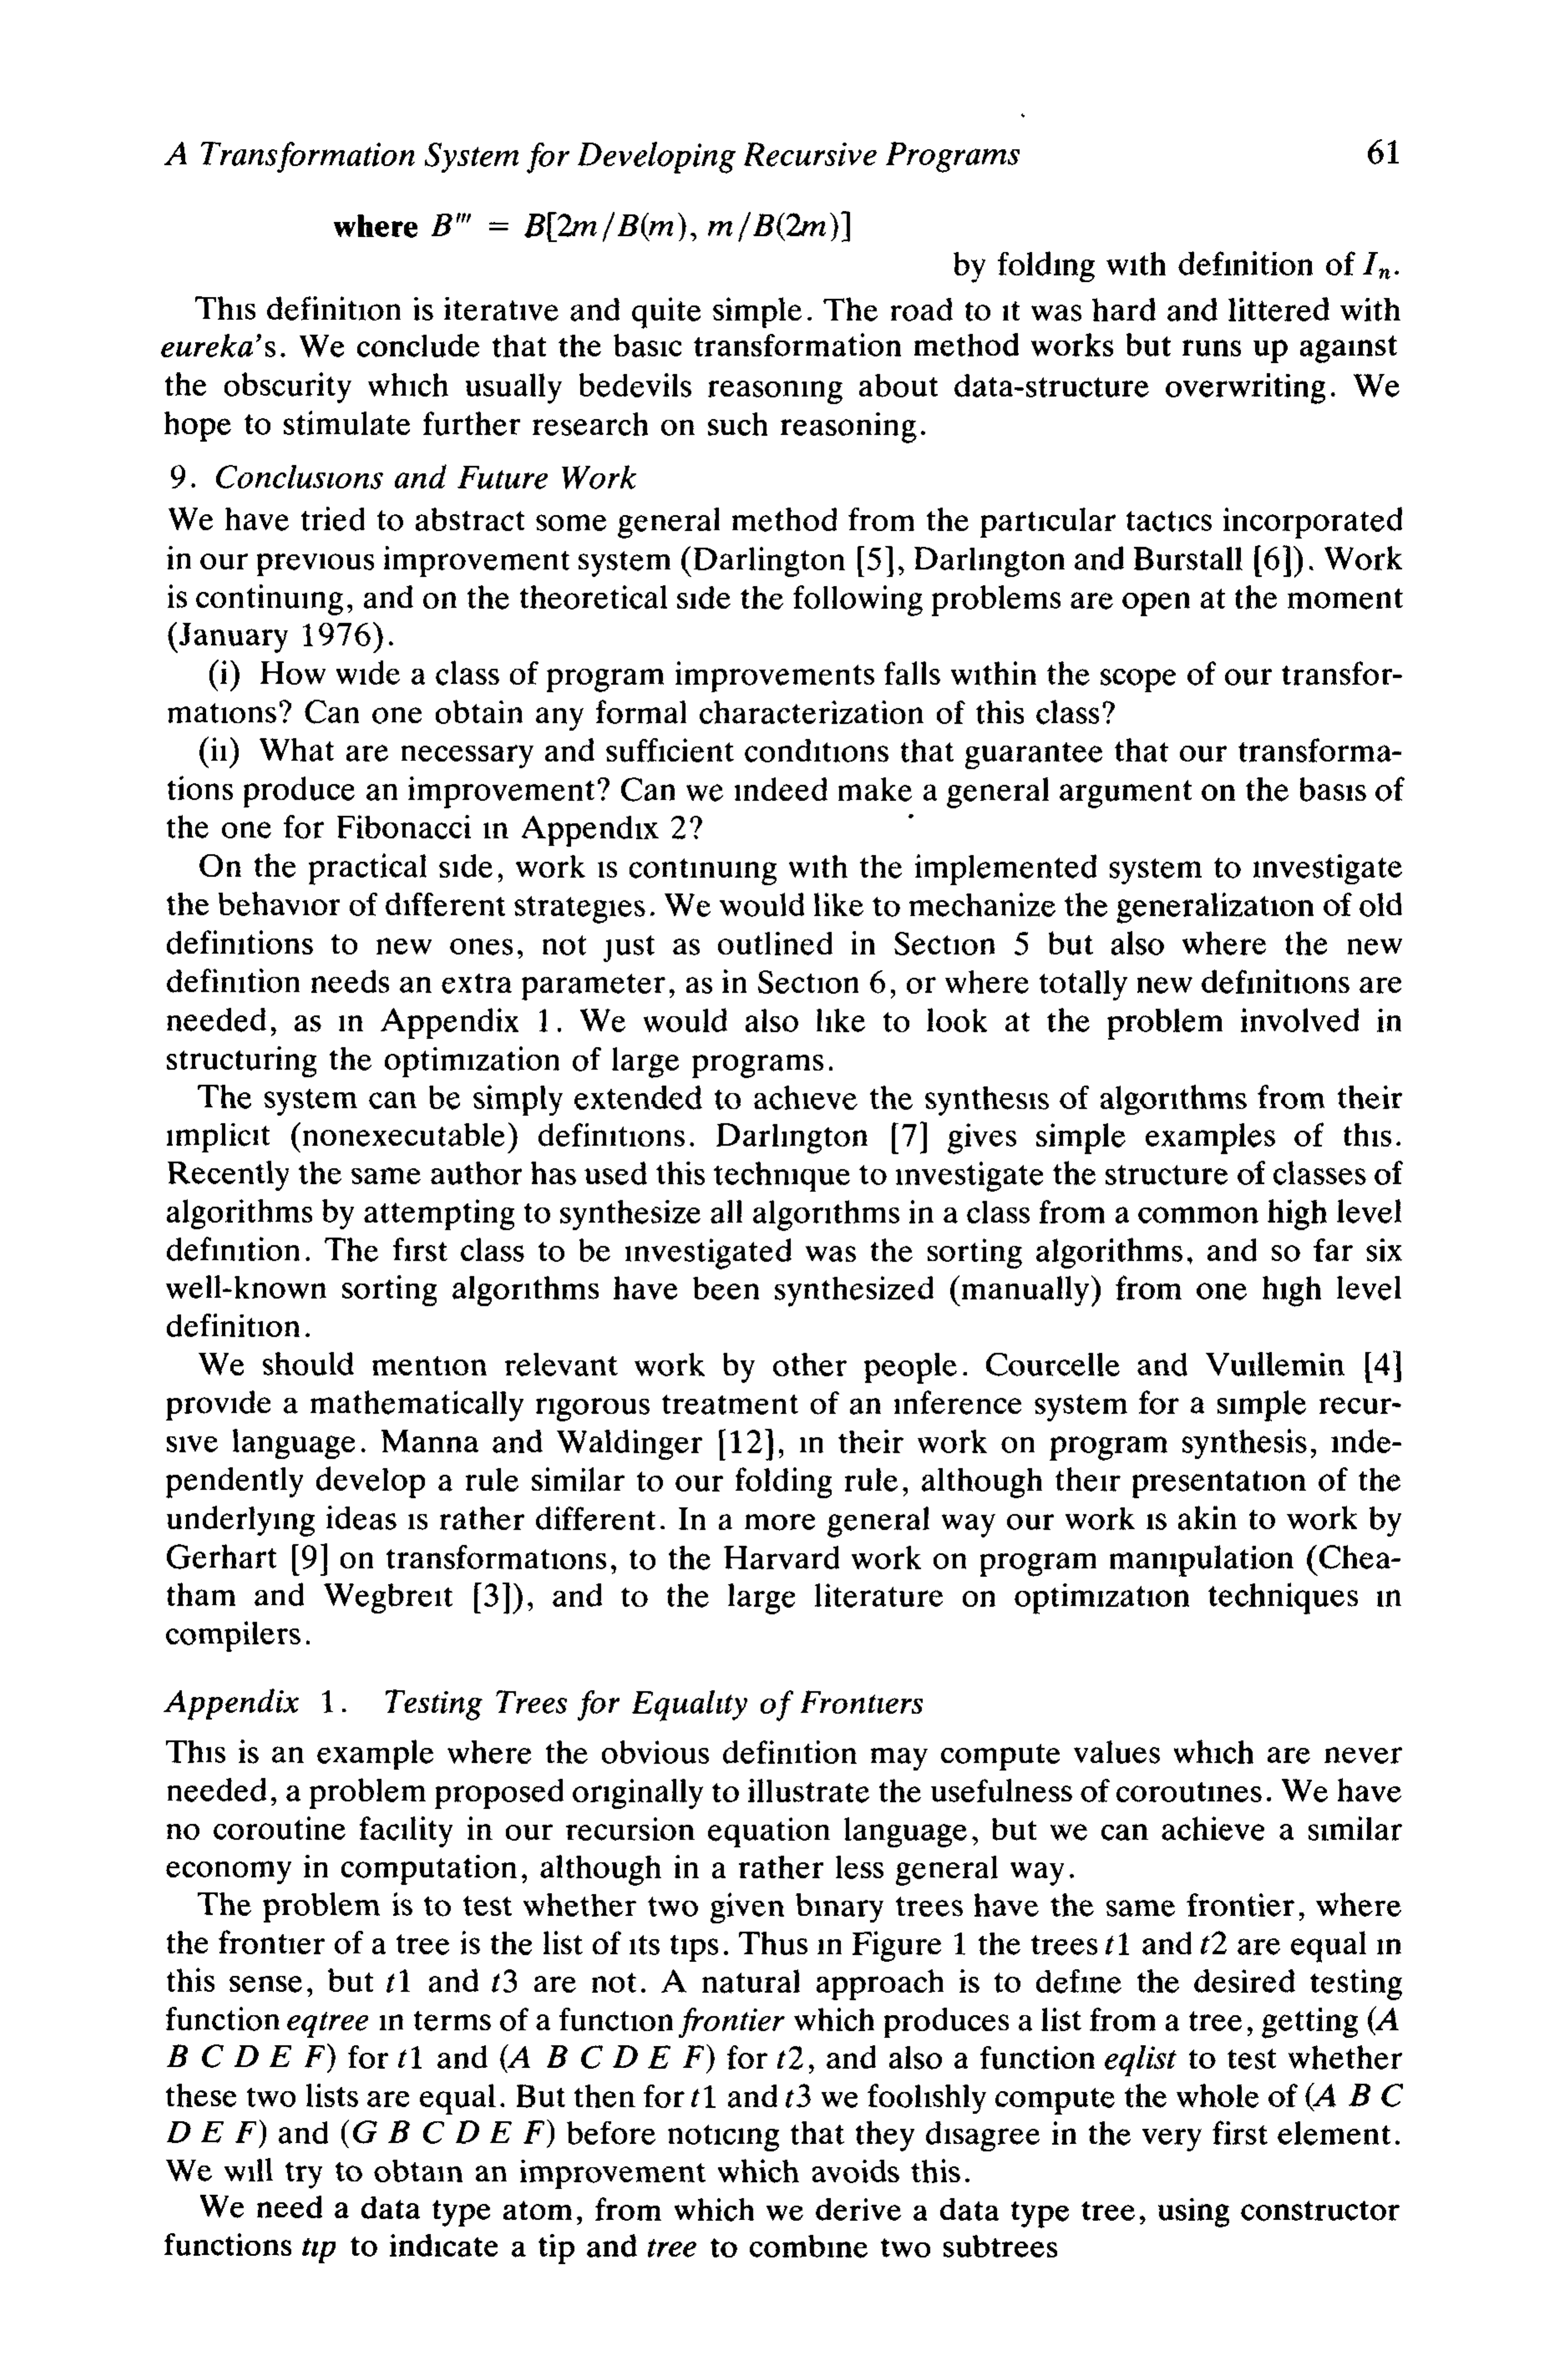 A Transformation System for Developing Recursive Programs 61
where B''' = B[2m/B(m), m/B(2m)]
by folding with definition of Iₙ.
This definition is iterative and quite simple. The road to it was hard and littered with
eureka's. We conclude that the basic transformation method works but runs up against
the obscurity which usually bedevils reasoning about data-structure overwriting. We
hope to stimulate further research on such reasoning.
9. Conclusions and Future Work
We have tried to abstract some general method from the particular tactics incorporated
in our previous improvement system (Darlington [5], Darlington and Burstall [6]). Work
is continuing, and on the theoretical side the following problems are open at the moment
(January 1976).
(i) How wide a class of program improvements falls within the scope of our transfor-
mations? Can one obtain any formal characterization of this class?
(ii) What are necessary and sufficient conditions that guarantee that our transforma-
tions produce an improvement? Can we indeed make a general argument on the basis of
the one for Fibonacci in Appendix 2?
On the practical side, work is continuing with the implemented system to investigate
the behavior of different strategies. We would like to mechanize the generalization of old
definitions to new ones, not just as outlined in Section 5 but also where the new
definition needs an extra parameter, as in Section 6, or where totally new definitions are
needed, as in Appendix 1. We would also like to look at the problem involved in
structuring the optimization of large programs.
The system can be simply extended to achieve the synthesis of algorithms from their
implicit (nonexecutable) definitions. Darlington [7] gives simple examples of this.
Recently the same author has used this technique to investigate the structure of classes of
algorithms by attempting to synthesize all algorithms in a class from a common high level
definition. The first class to be investigated was the sorting algorithms, and so far six
well-known sorting algorithms have been synthesized (manually) from one high level
definition.
We should mention relevant work by other people. Courcelle and Vuillemin [4]
provide a mathematically rigorous treatment of an inference system for a simple recur-
sive language. Manna and Waldinger [12], in their work on program synthesis, inde-
pendently develop a rule similar to our folding rule, although their presentation of the
underlying ideas is rather different. In a more general way our work is akin to work by
Gerhart [9] on transformations, to the Harvard work on program manipulation (Chea-
tham and Wegbreit [3]), and to the large literature on optimization techniques in
compilers.
Appendix 1. Testing Trees for Equality of Frontiers
This is an example where the obvious definition may compute values which are never
needed, a problem proposed originally to illustrate the usefulness of coroutines. We have
no coroutine facility in our recursion equation language, but we can achieve a similar
economy in computation, although in a rather less general way.
The problem is to test whether two given binary trees have the same frontier, where
the frontier of a tree is the list of its tips. Thus in Figure 1 the trees t1 and t2 are equal in
this sense, but t1 and t3 are not. A natural approach is to define the desired testing
function eqtree in terms of a function frontier which produces a list from a tree, getting (A
B C D E F) for t1 and (A B C D E F) for t2, and also a function eqlist to test whether
these two lists are equal. But then for t1 and t3 we foolishly compute the whole of (A B C
D E F) and (G B C D E F) before noticing that they disagree in the very first element.
We will try to obtain an improvement which avoids this.
We need a data type atom, from which we derive a data type tree, using constructor
functions tip to indicate a tip and tree to combine two subtrees